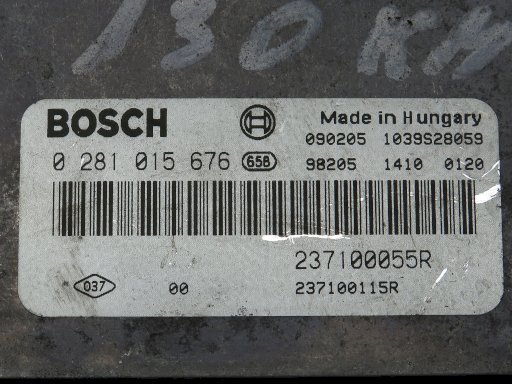 130 KM
BOSCH Made in Hungary
090205 1039S28059
0 281 015 676 658 98205 1410 0120
237100055R
037 00 237100115R